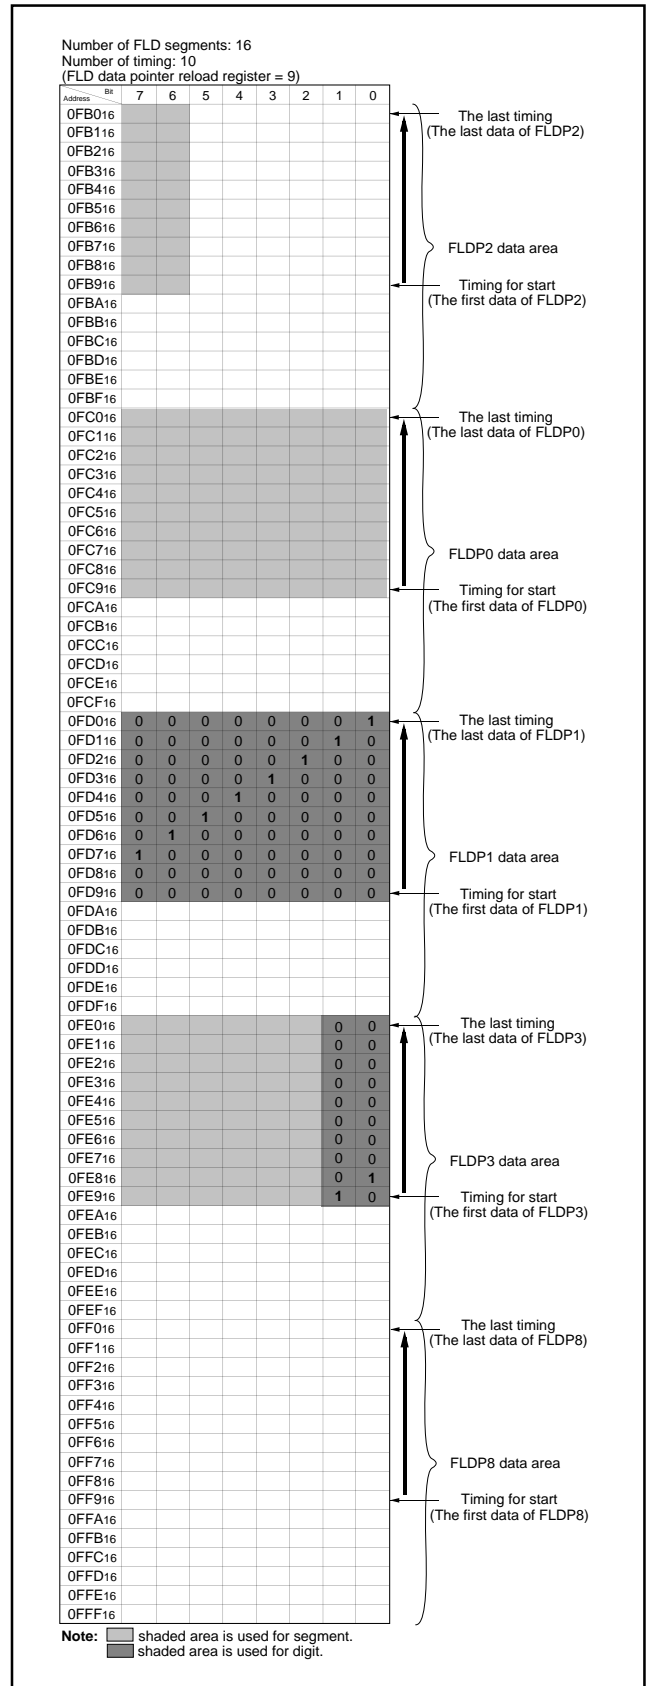 Number of FLD segments: 16
Number of timing: 10
(FLD data pointer reload register = 9)
Bit
Address 7 6 5 4 3 2 1 0
0FB016 The last timing
0FB116 (The last data of FLDP2)
0FB216
0FB316
0FB416
0FB516
0FB616
0FB716 FLDP2 data area
0FB816
0FB916 Timing for start
0FBA16 (The first data of FLDP2)
0FBB16
0FBC16
0FBD16
0FBE16
0FBF16
0FC016 The last timing
0FC116 (The last data of FLDP0)
0FC216
0FC316
0FC416
0FC516
0FC616
0FC716 FLDP0 data area
0FC816
0FC916 Timing for start
0FCA16 (The first data of FLDP0)
0FCB16
0FCC16
0FCD16
0FCE16
0FCF16
0FD016 0 0 0 0 0 0 0 1 The last timing
0FD116 0 0 0 0 0 0 1 0 (The last data of FLDP1)
0FD216 0 0 0 0 0 1 0 0
0FD316 0 0 0 0 1 0 0 0
0FD416 0 0 0 1 0 0 0 0
0FD516 0 0 1 0 0 0 0 0
0FD616 0 1 0 0 0 0 0 0
0FD716 1 0 0 0 0 0 0 0 FLDP1 data area
0FD816 0 0 0 0 0 0 0 0
0FD916 0 0 0 0 0 0 0 0 Timing for start
0FDA16 (The first data of FLDP1)
0FDB16
0FDC16
0FDD16
0FDE16
0FDF16
0FE016 0 0 The last timing
0FE116 0 0 (The last data of FLDP3)
0FE216 0 0
0FE316 0 0
0FE416 0 0
0FE516 0 0
0FE616 0 0
0FE716 0 0 FLDP3 data area
0FE816 0 1
0FE916 1 0 Timing for start
0FEA16 (The first data of FLDP3)
0FEB16
0FEC16
0FED16
0FEE16
0FEF16
0FF016 The last timing
0FF116 (The last data of FLDP8)
0FF216
0FF316
0FF416
0FF516
0FF616
0FF716 FLDP8 data area
0FF816
0FF916 Timing for start
0FFA16 (The first data of FLDP8)
0FFB16
0FFC16
0FFD16
0FFE16
0FFF16
Note: shaded area is used for segment.
shaded area is used for digit.